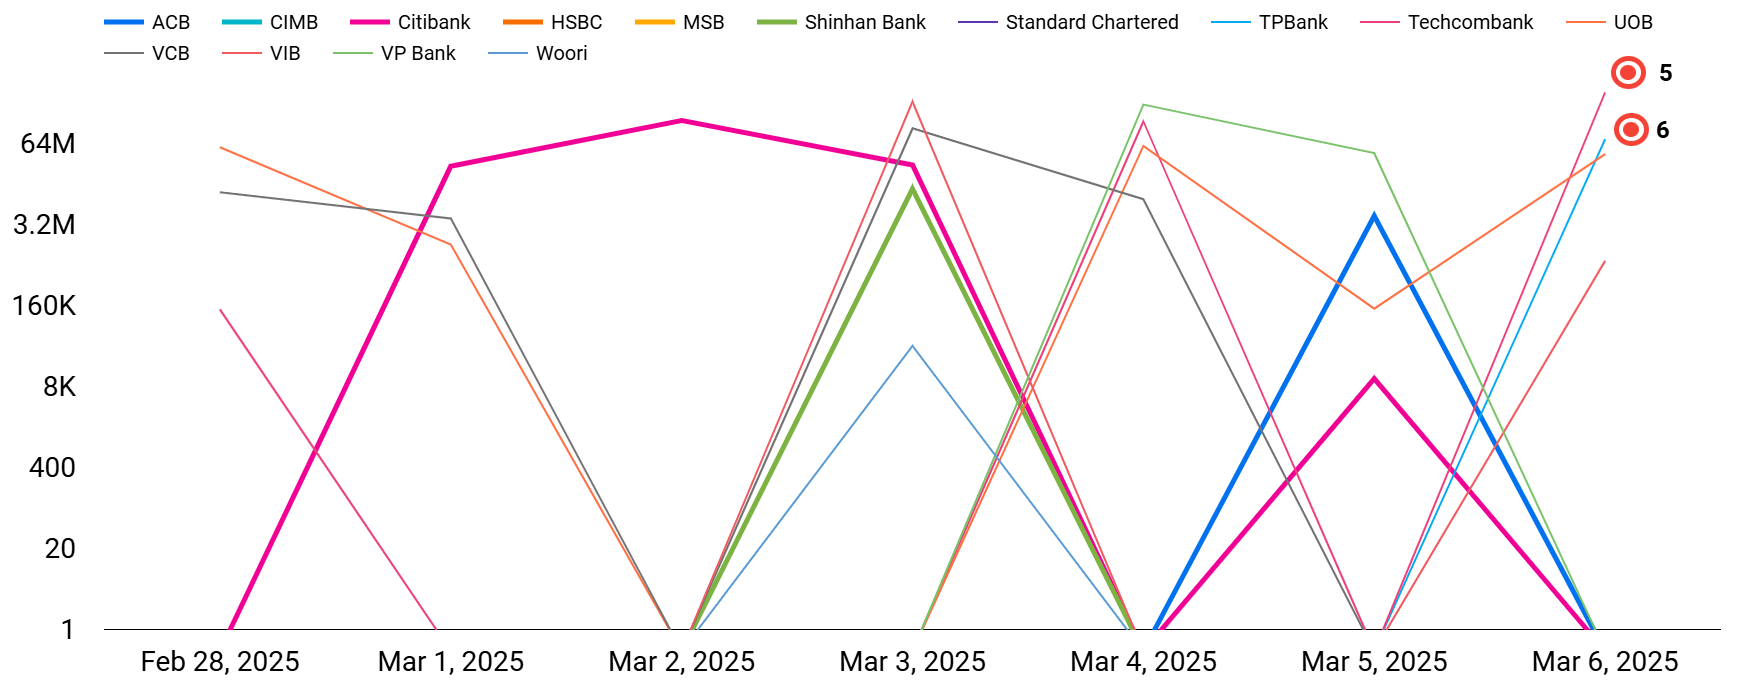 ACB CIMB Citibank HSBC MSB Shinhan Bank Standard Chartered TPBank Techcombank UOB
VCB VIB VP Bank Woori
5
6
64M
3.2M
160K
8K
400
20
1
Feb 28, 2025 Mar 1, 2025 Mar 2, 2025 Mar 3, 2025 Mar 4, 2025 Mar 5, 2025 Mar 6, 2025